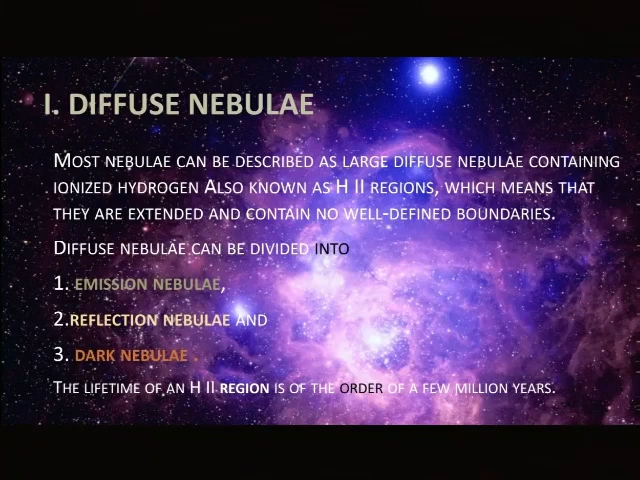 I. DIFFUSE NEBULAE
MOST NEBULAE CAN BE DESCRIBED AS LARGE DIFFUSE NEBULAE CONTAINING
IONIZED HYDROGEN ALSO KNOWN AS H II REGIONS, WHICH MEANS THAT
THEY ARE EXTENDED AND CONTAIN NO WELL-DEFINED BOUNDARIES.
DIFFUSE NEBULAE CAN BE DIVIDED INTO
1. EMISSION NEBULAE,
2.REFLECTION NEBULAE AND
3. DARK NEBULAE .
THE LIFETIME OF AN H II REGION IS OF THE ORDER OF A FEW MILLION YEARS.